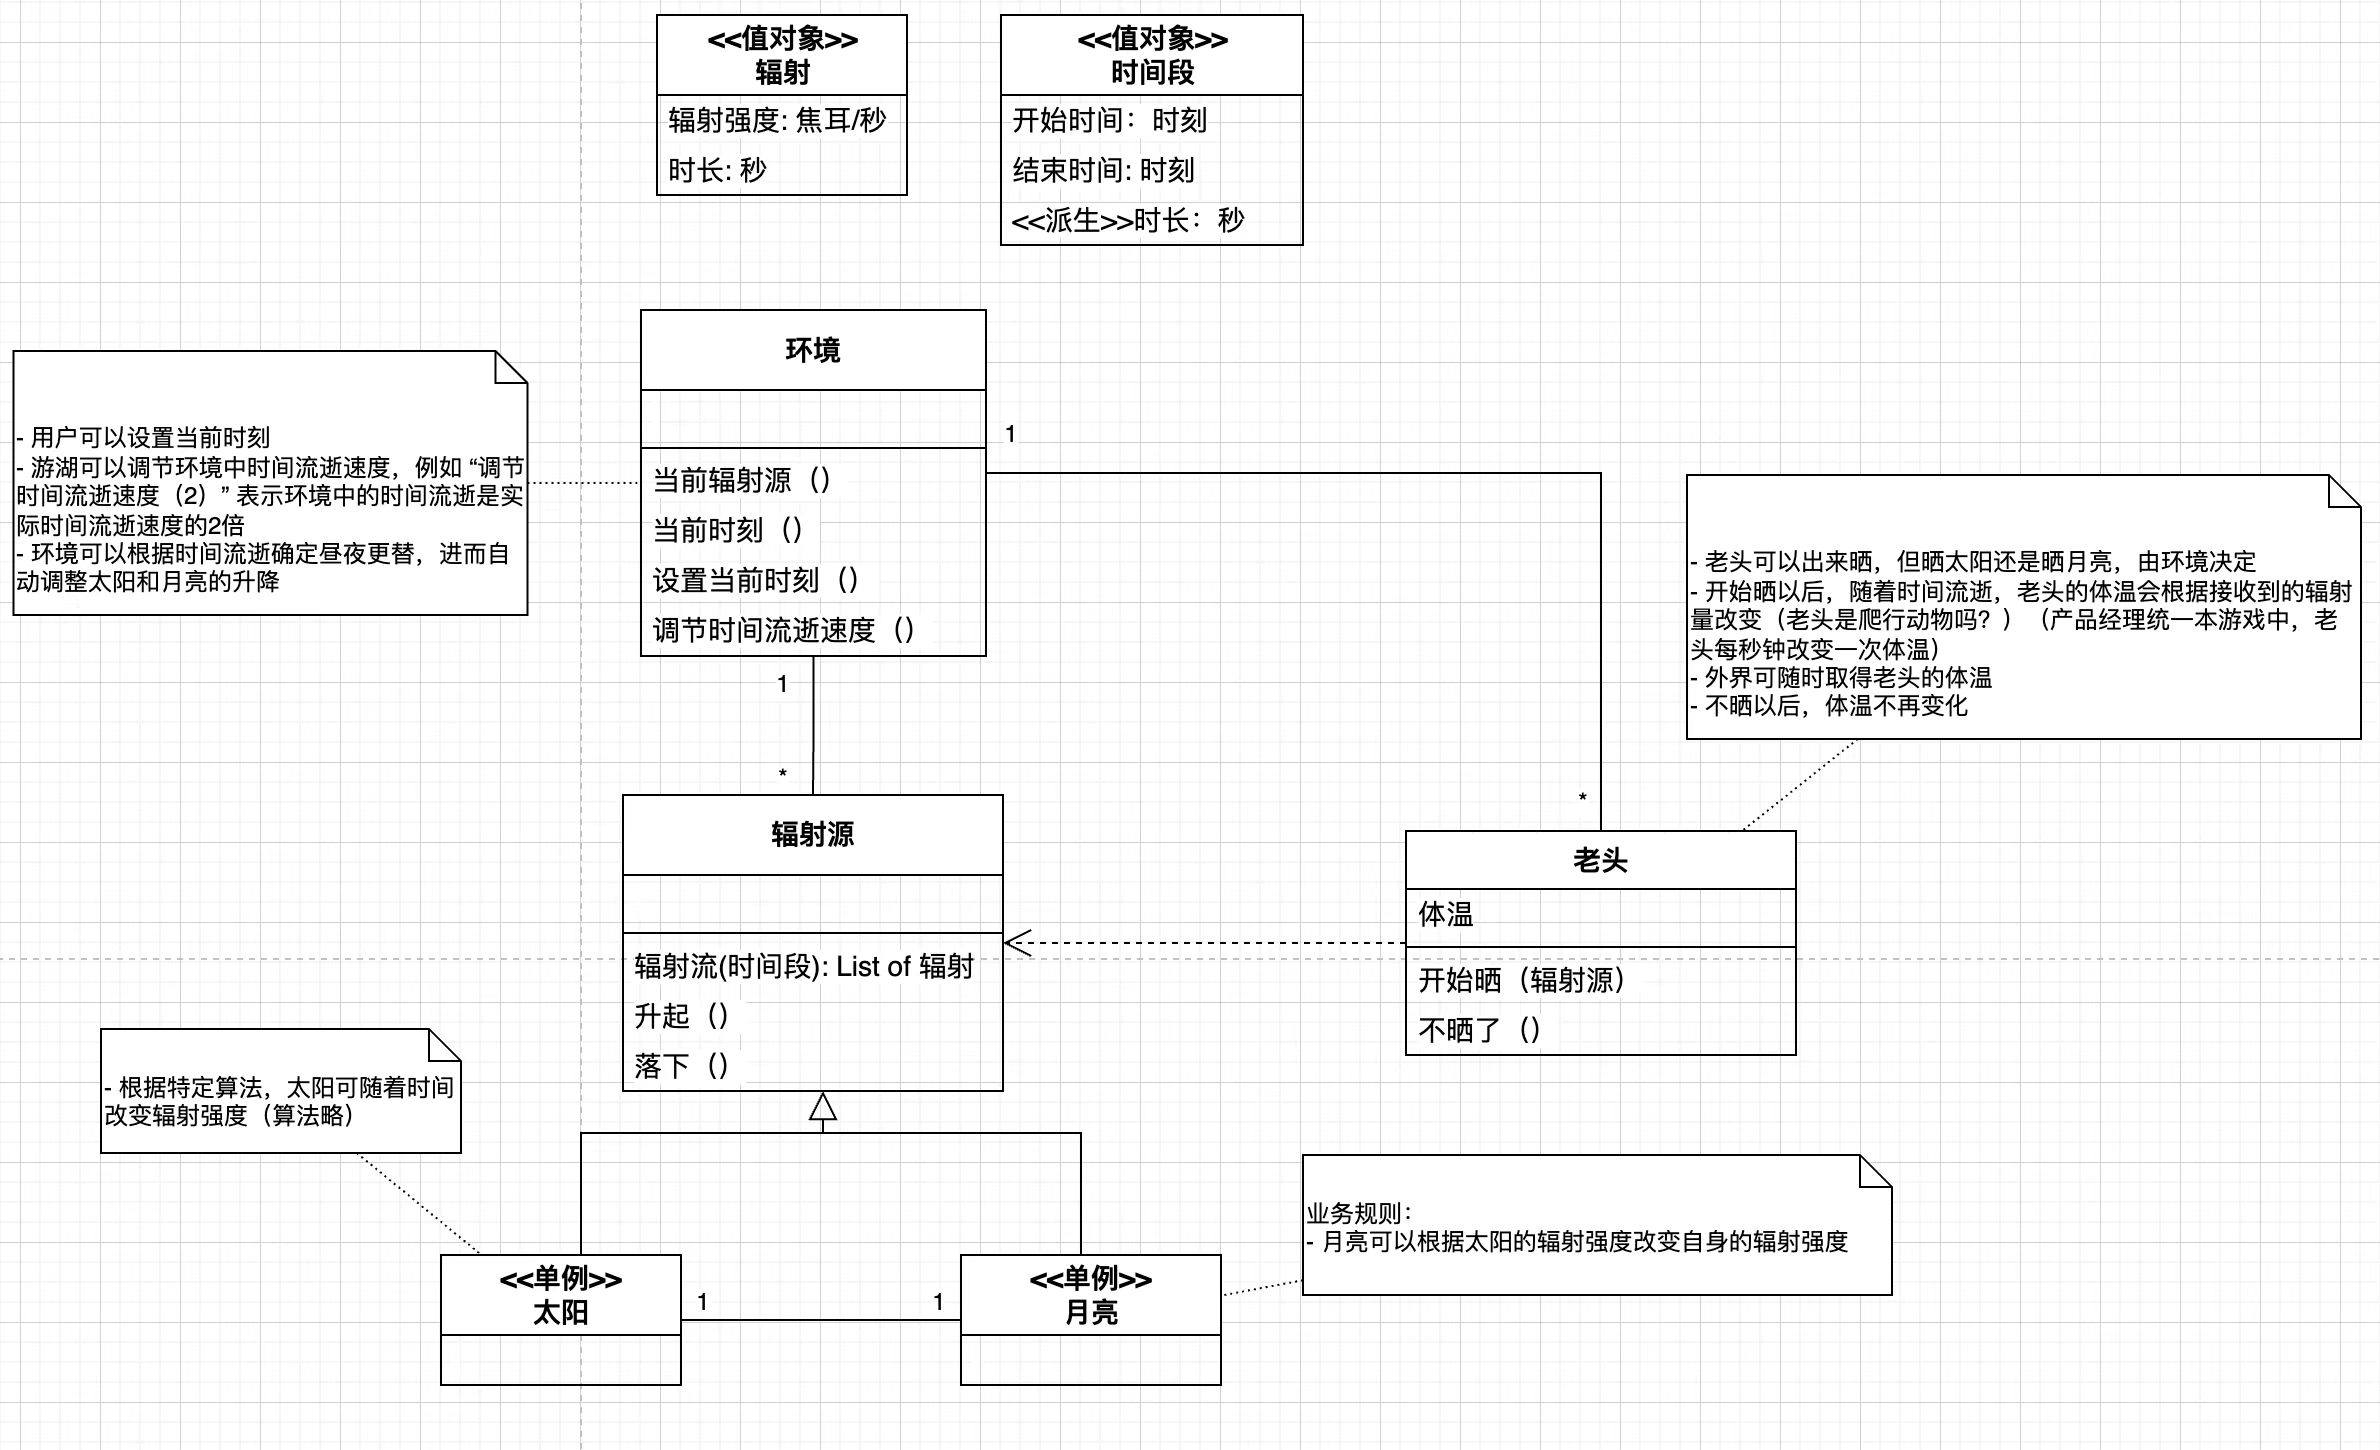 <<值对象>>
辐射
辐射强度: 焦耳/秒
时长: 秒
<<值对象>>
时间段
开始时间：时刻
结束时间: 时刻
<<派生>>时长：秒
环境
当前辐射源（）
当前时刻（）
设置当前时刻（）
调节时间流逝速度（）
- 用户可以设置当前时刻
- 游湖可以调节环境中时间流逝速度，例如 “调节
时间流逝速度（2）” 表示环境中的时间流逝是实
际时间流逝速度的2倍
- 环境可以根据时间流逝确定昼夜更替，进而自
动调整太阳和月亮的升降
1
*
1
*
- 老头可以出来晒，但晒太阳还是晒月亮，由环境决定
- 开始晒以后，随着时间流逝，老头的体温会根据接收到的辐射
量改变（老头是爬行动物吗？）（产品经理统一本游戏中，老
头每秒钟改变一次体温）
- 外界可随时取得老头的体温
- 不晒以后，体温不再变化
辐射源
辐射流(时间段): List of 辐射
升起（）
落下（）
老头
体温
开始晒（辐射源）
不晒了（）
- 根据特定算法，太阳可随着时间
改变辐射强度（算法略）
<<单例>>
太阳
1
1
<<单例>>
月亮
业务规则：
- 月亮可以根据太阳的辐射强度改变自身的辐射强度